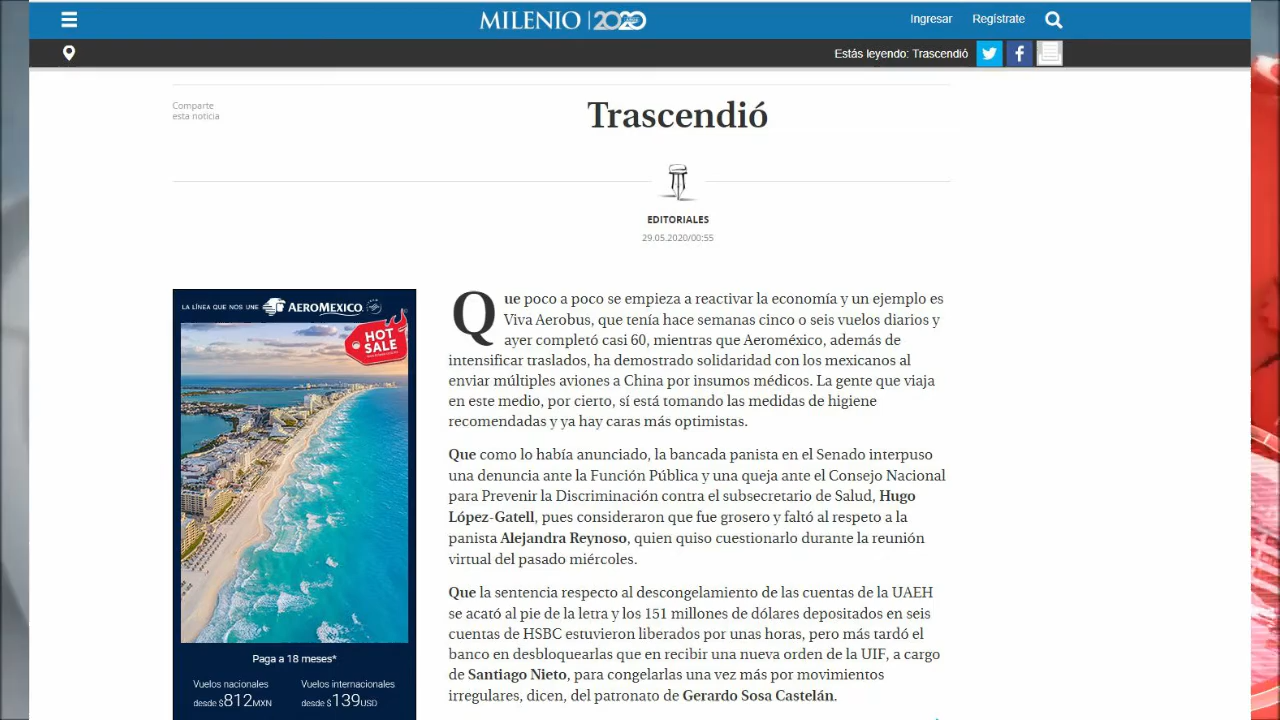 MILENIO 2020
Ingresar Regístrate
Estás leyendo: Trascendió
Comparte
esta noticia
Trascendió
EDITORIALES
29.05.2020/00:55
LA LÍNEA QUE NOS UNE AEROMEXICO.
HOT
SALE
Paga a 18 meses*
Vuelos nacionales
desde $812MXN
Vuelos internacionales
desde $139USD
Que poco a poco se empieza a reactivar la economía y un ejemplo es
Viva Aerobus, que tenía hace semanas cinco o seis vuelos diarios y
ayer completó casi 60, mientras que Aeroméxico, además de
intensificar traslados, ha demostrado solidaridad con los mexicanos al
enviar múltiples aviones a China por insumos médicos. La gente que viaja
en este medio, por cierto, sí está tomando las medidas de higiene
recomendadas y ya hay caras más optimistas.
Que como lo había anunciado, la bancada panista en el Senado interpuso
una denuncia ante la Función Pública y una queja ante el Consejo Nacional
para Prevenir la Discriminación contra el subsecretario de Salud, Hugo
López-Gatell, pues consideraron que fue grosero y faltó al respeto a la
panista Alejandra Reynoso, quien quiso cuestionarlo durante la reunión
virtual del pasado miércoles.
Que la sentencia respecto al descongelamiento de las cuentas de la UAEH
se acató al pie de la letra y los 151 millones de dólares depositados en seis
cuentas de HSBC estuvieron liberados por unas horas, pero más tardó el
banco en desbloquearlas que en recibir una nueva orden de la UIF, a cargo
de Santiago Nieto, para congelarlas una vez más por movimientos
irregulares, dicen, del patronato de Gerardo Sosa Castelán.